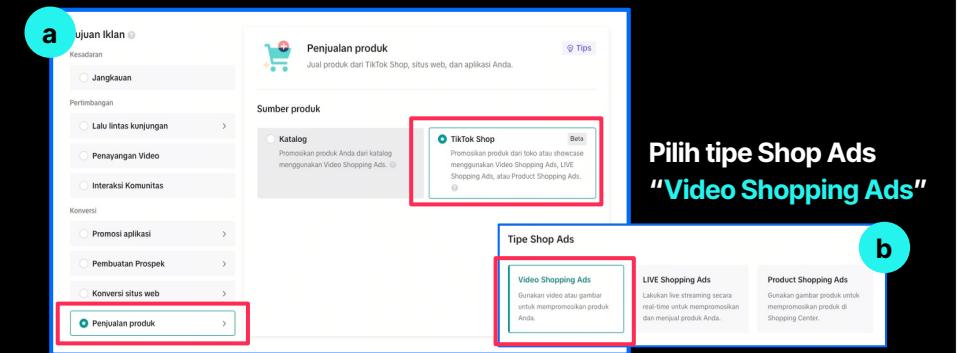 a
ujuan Iklan
Kesadaran
Jangkauan
Pertimbangan
Lalu lintas kunjungan
Penayangan Video
Interaksi Komunitas
Konversi
Promosi aplikasi
Pembuatan Prospek
Konversi situs web
Penjualan produk
Penjualan produk
Jual produk dari TikTok Shop, situs web, dan aplikasi Anda.
Tips
Sumber produk
Katalog
Promosikan produk Anda dari katalog
menggunakan Video Shopping Ads.
TikTok Shop
Beta
Promosikan produk dari toko atau showcase
menggunakan Video Shopping Ads, LIVE
Shopping Ads, atau Product Shopping Ads.
Pilih tipe Shop Ads
“Video Shopping Ads”
b
Tipe Shop Ads
Video Shopping Ads
Gunakan video atau gambar
untuk mempromosikan produk
Anda.
LIVE Shopping Ads
Lakukan live streaming secara
real-time untuk mempromosikan
dan menjual produk Anda.
Product Shopping Ads
Gunakan gambar produk untuk
mempromosikan produk di
Shopping Center.